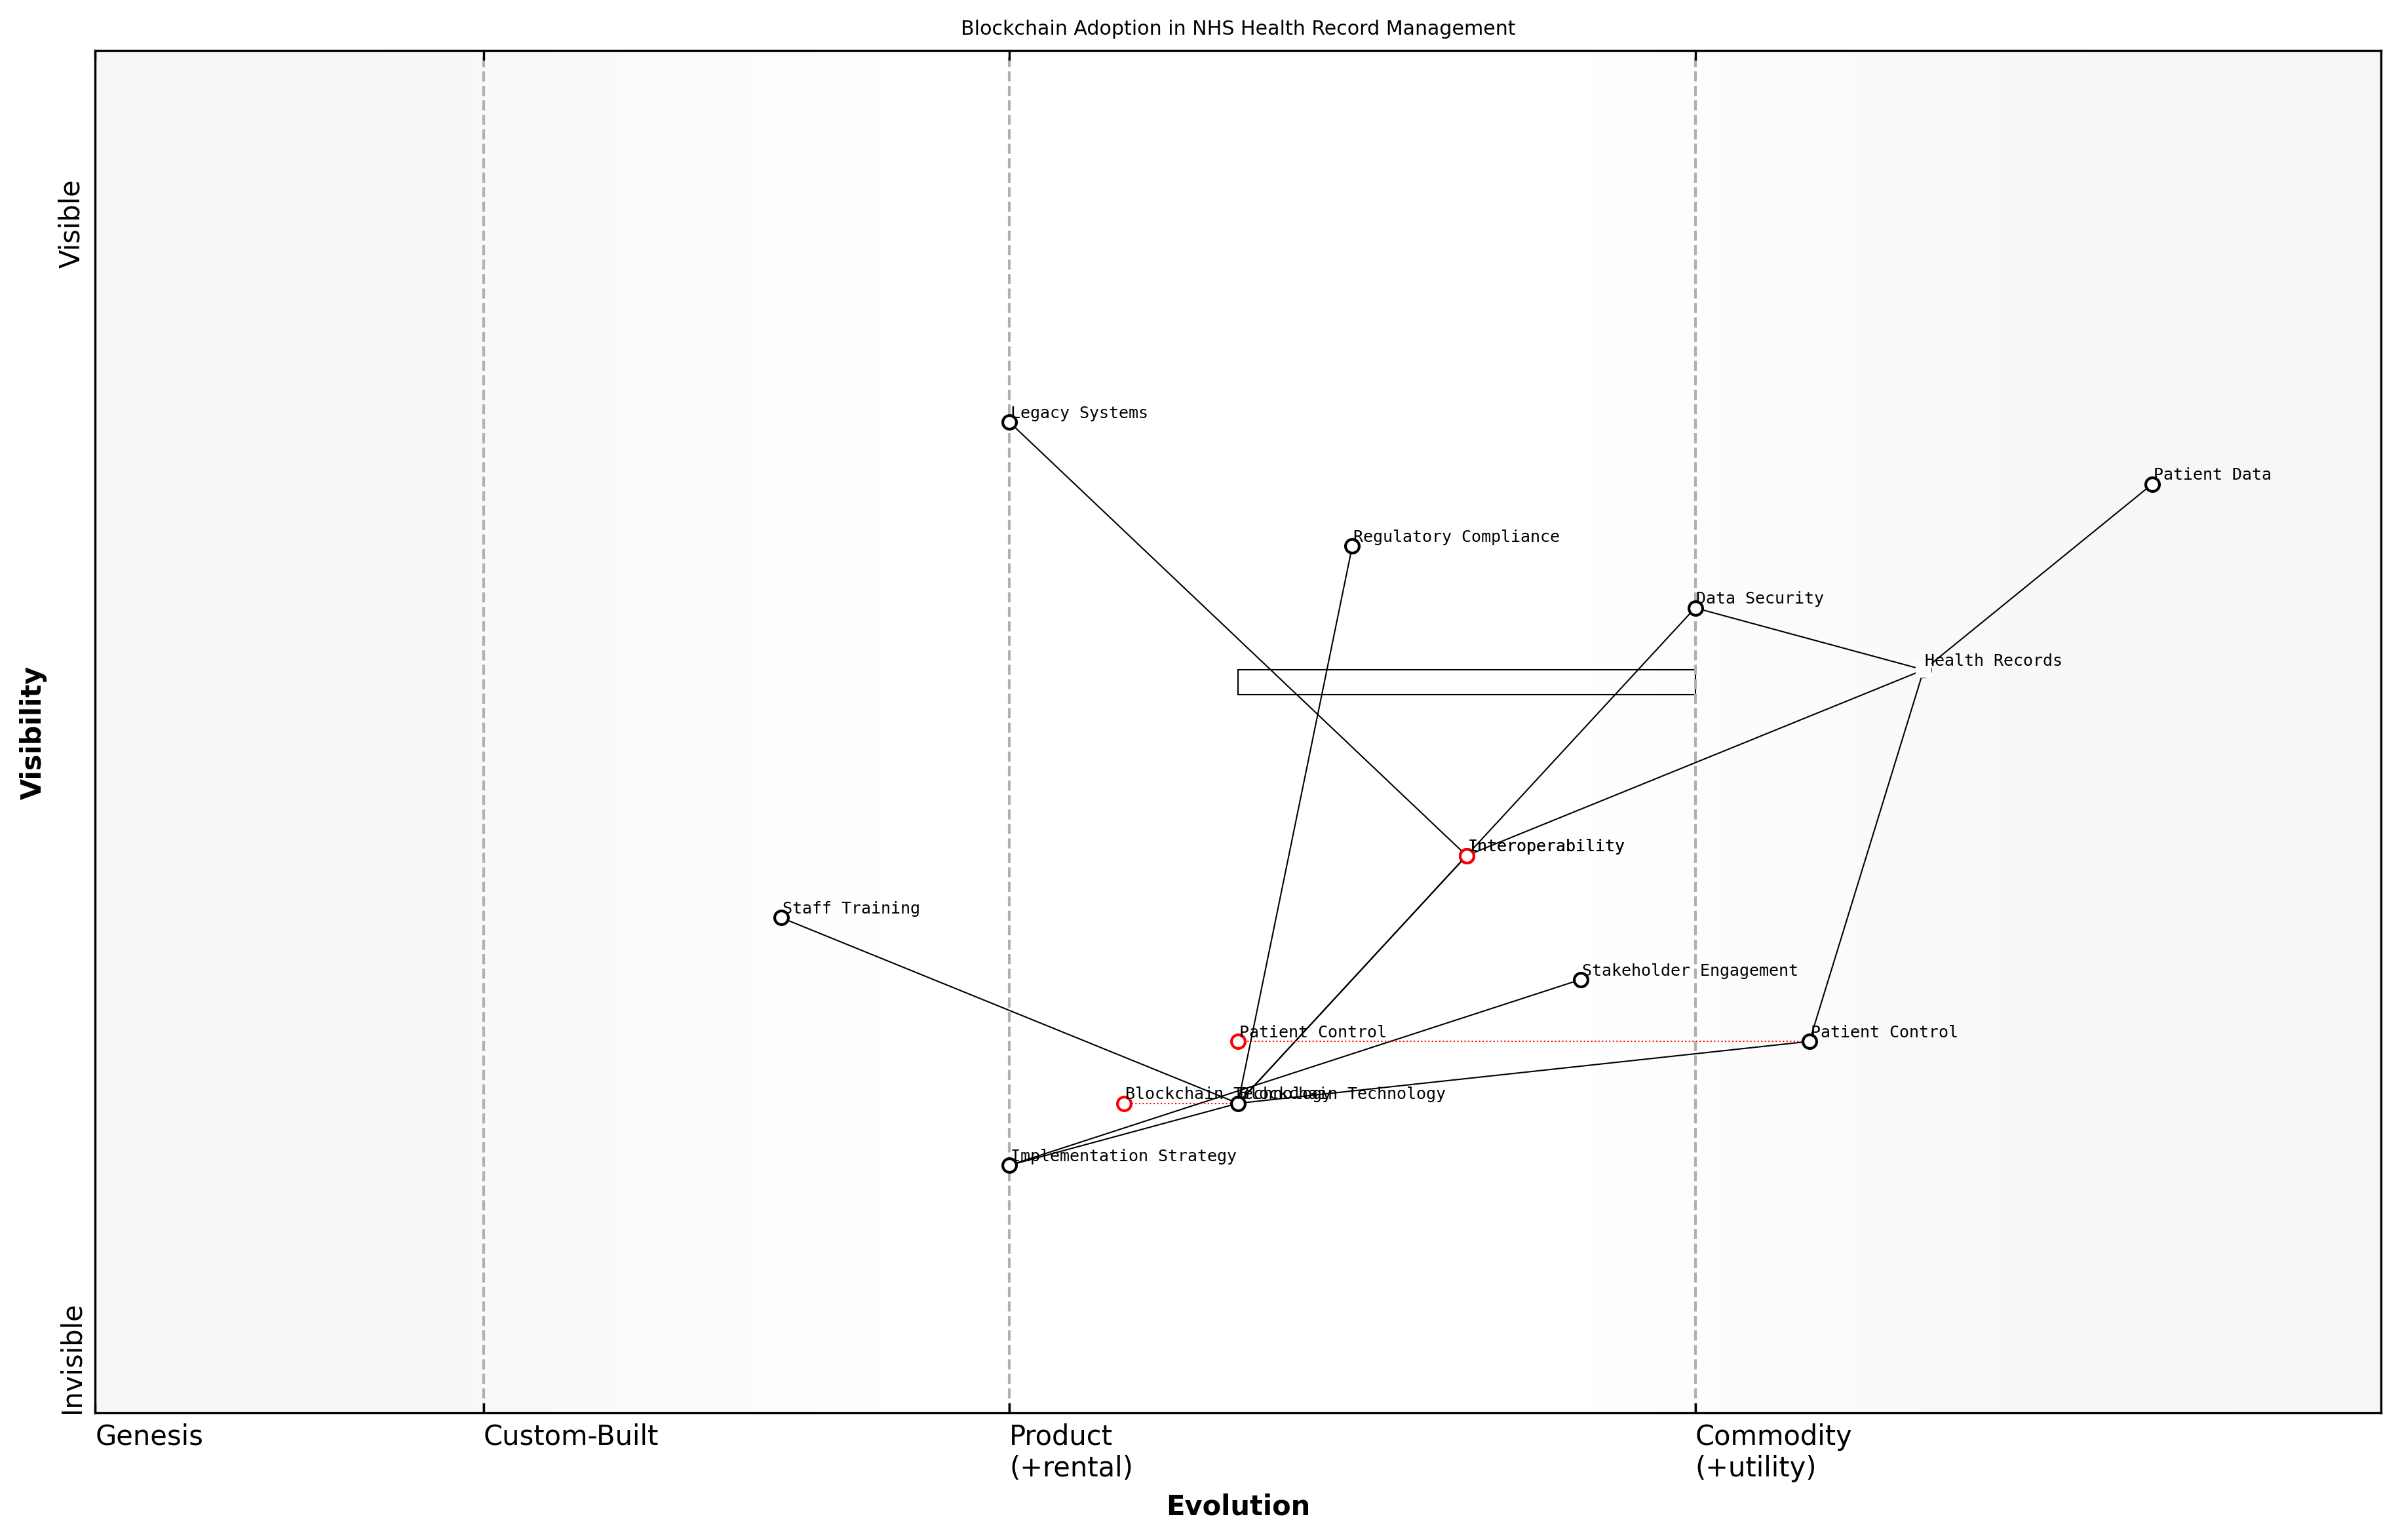 Blockchain Adoption in NHS Health Record Management
Visible
Visibility
Invisible
Legacy Systems
Patient Data
Regulatory Compliance
Data Security
Health Records
Interoperability
Staff Training
Stakeholder Engagement
Patient Control
Patient Control
Blockchain Technology
Blockchain Technology
Implementation Strategy
Genesis
Custom-Built
Product
(+rental)
Commodity
(+utility)
Evolution